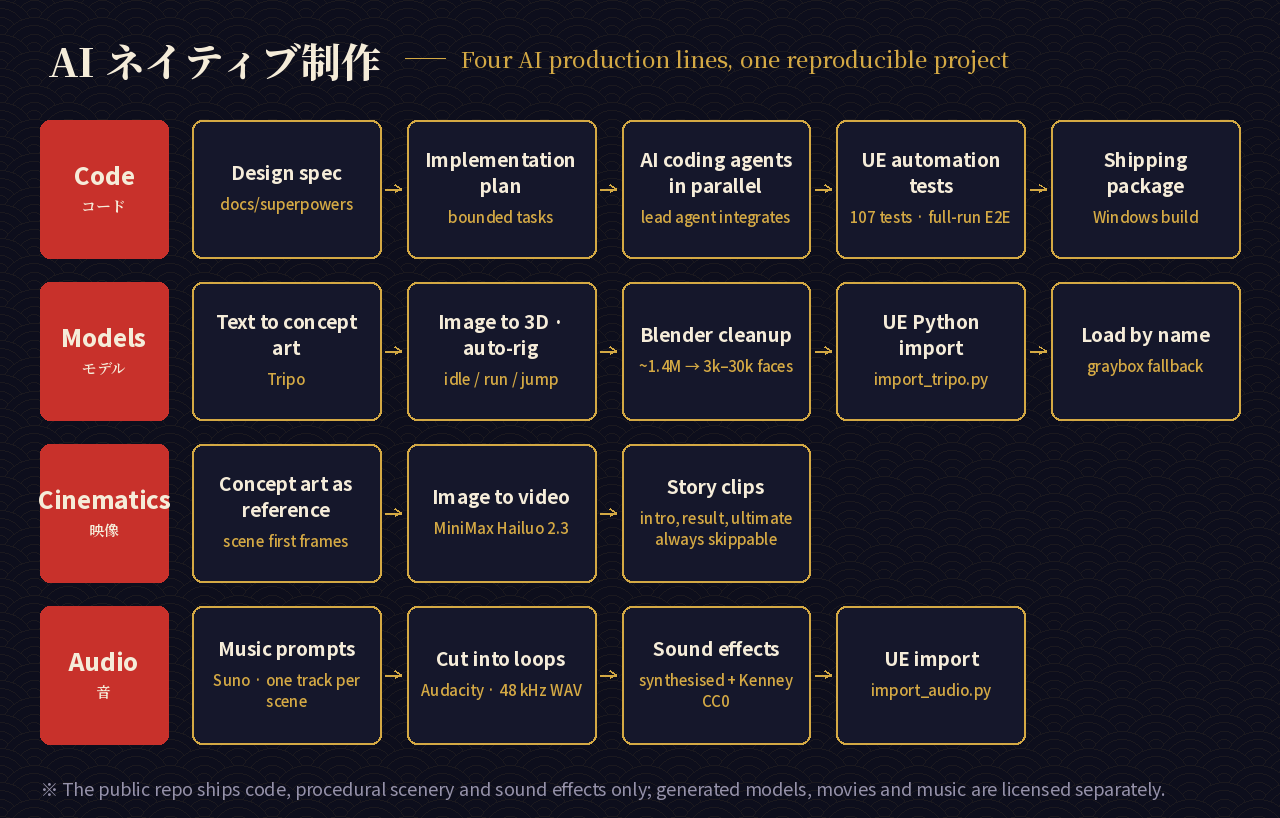 AI ネイティブ制作
Four AI production lines, one reproducible project
Code
コード
Design spec
docs/superpowers
Implementation
plan
bounded tasks
AI coding agents
in parallel
lead agent integrates
UE automation
tests
107 tests · full-run E2E
Shipping
package
Windows build
Models
モデル
Text to concept
art
Tripo
Image to 3D ·
auto-rig
idle / run / jump
Blender cleanup
~1.4M → 3k–30k faces
UE Python
import
import_tripo.py
Load by name
graybox fallback
Cinematics
映像
Concept art as
reference
scene first frames
Image to video
MiniMax Hailuo 2.3
Story clips
intro, result, ultimate
always skippable
Audio
音
Music prompts
Suno · one track per
scene
Cut into loops
Audacity · 48 kHz WAV
Sound effects
synthesised + Kenney
CC0
UE import
import_audio.py
※ The public repo ships code, procedural scenery and sound effects only; generated models, movies and music are licensed separately.